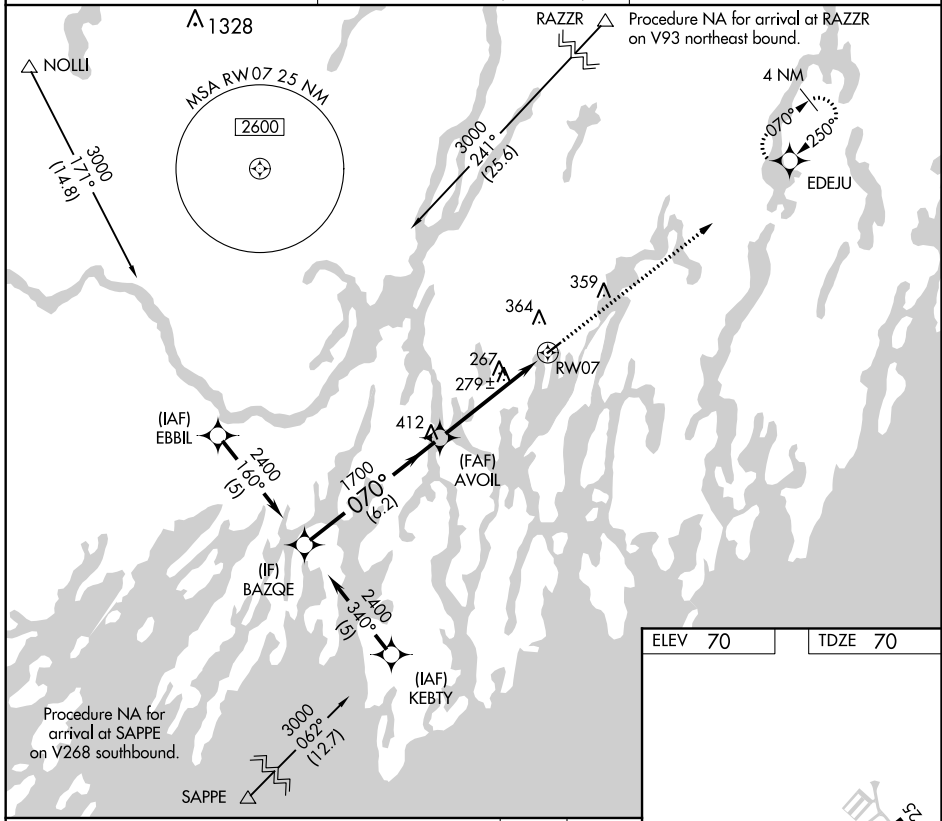 1328
NOLLI
3000
171°
(14.8)
MSA RW07 25 NM
2600
RAZZR
Procedure NA for arrival at RAZZR
on V93 northeast bound.
3000
241°
(25.6)
4 NM
070°
250°
EDEJU
359
364
267
279±
RW07
412
(FAF)
AVOIL
(IAF)
EBBIL
2400
160°
(5)
1700
070°
(6.2)
(IF)
BAZQE
2400
340°
(5)
(IAF)
KEBTY
Procedure NA for
arrival at SAPPE
on V268 southbound.
3000
062°
(12.7)
SAPPE
ELEV 70
TDZE 70
25